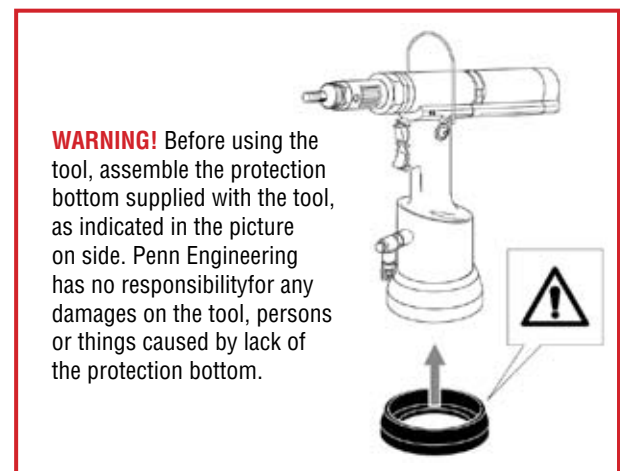 WARNING! Before using the
tool, assemble the protection
bottom supplied with the tool,
as indicated in the picture
on side. Penn Engineering
has no responsibilityfor any
damages on the tool, persons
or things caused by lack of
the protection bottom.